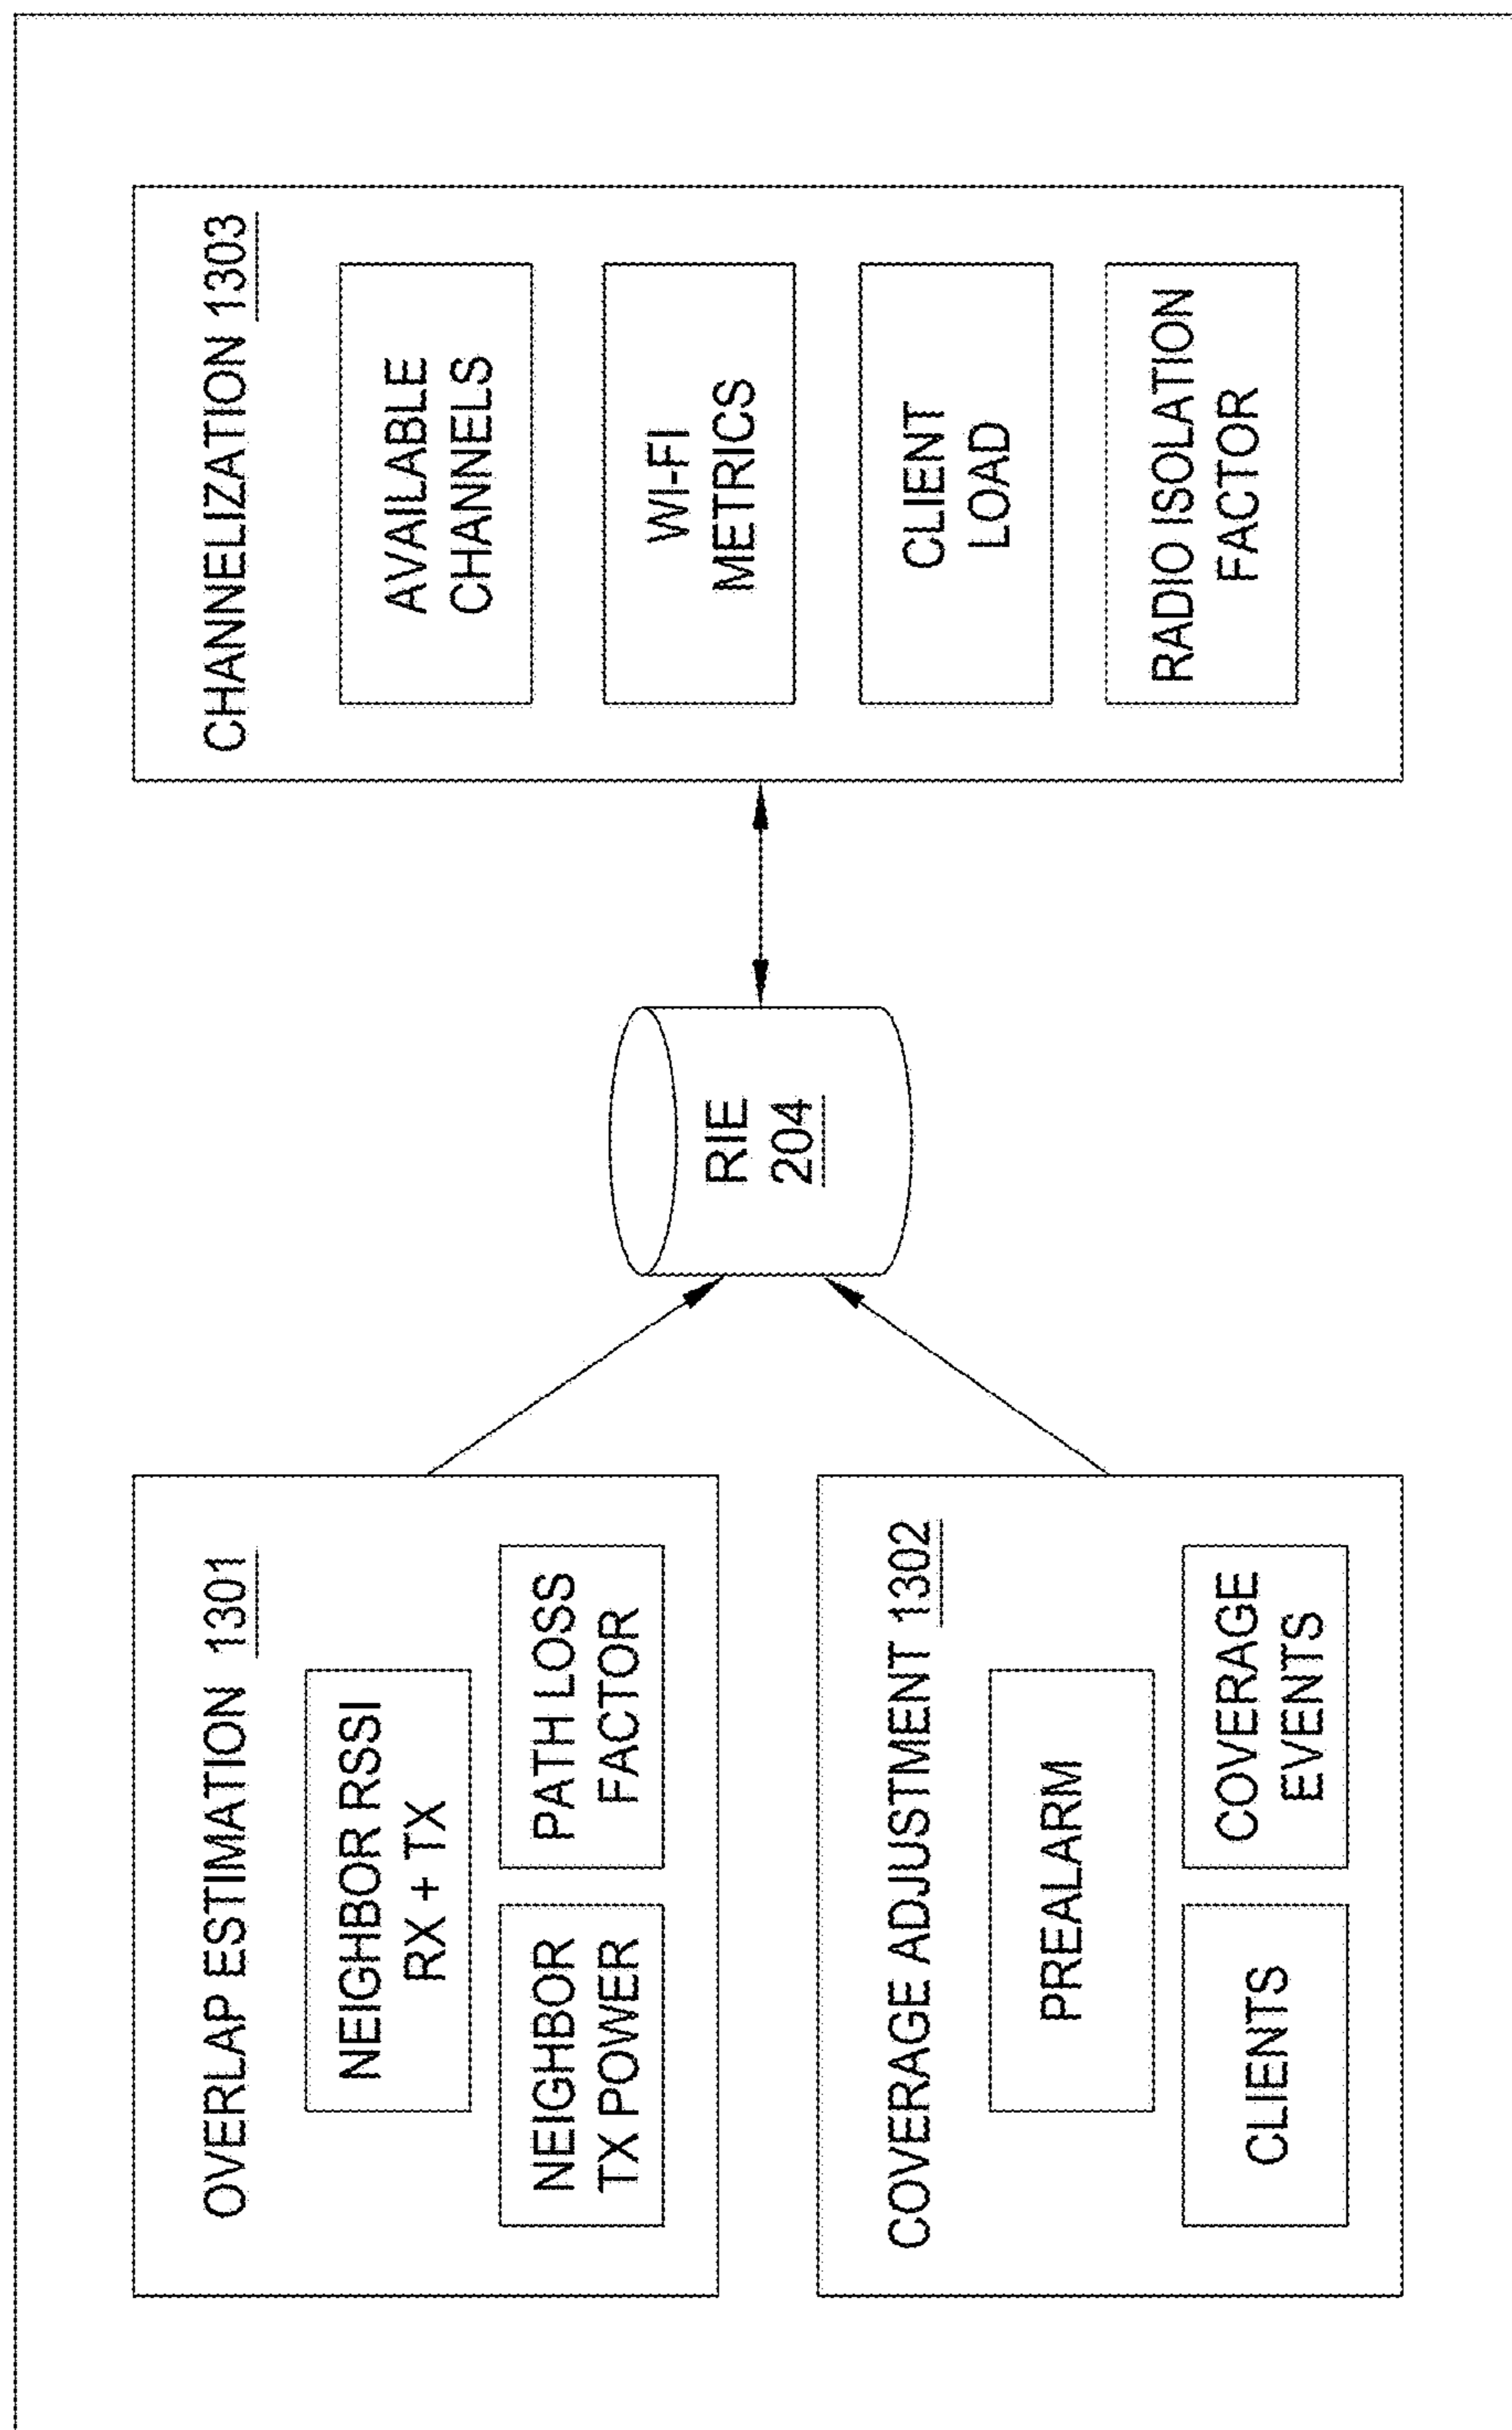 OVERLAP ESTIMATION 1301
NEIGHBOR RSSI
RX + TX
NEIGHBOR
TX POWER
PATH LOSS
FACTOR
COVERAGE ADJUSTMENT 1302
PREALARM
CLIENTS
COVERAGE
EVENTS
RIE
204
CHANNELIZATION 1303
AVAILABLE
CHANNELS
WI-FI
METRICS
CLIENT
LOAD
RADIO ISOLATION
FACTOR